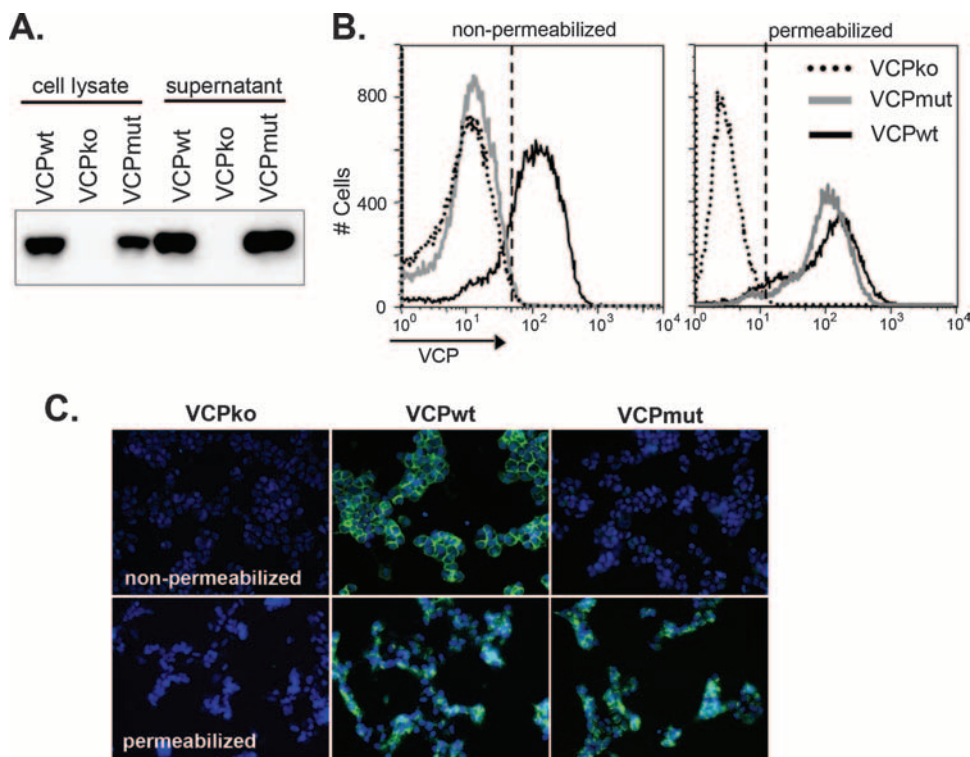 A.
cell lysate supernatant
VCPwt VCPko VCPmut VCPwt VCPko VCPmut
B.
non-permeabilized permeabilized
800
400
0
# Cells
10^0 10^1 10^2 10^3 10^4
VCP
VCPko
VCPmut
VCPwt
10^0 10^1 10^2 10^3 10^4
C.
VCPko VCPwt VCPmut
non-permeabilized
permeabilized